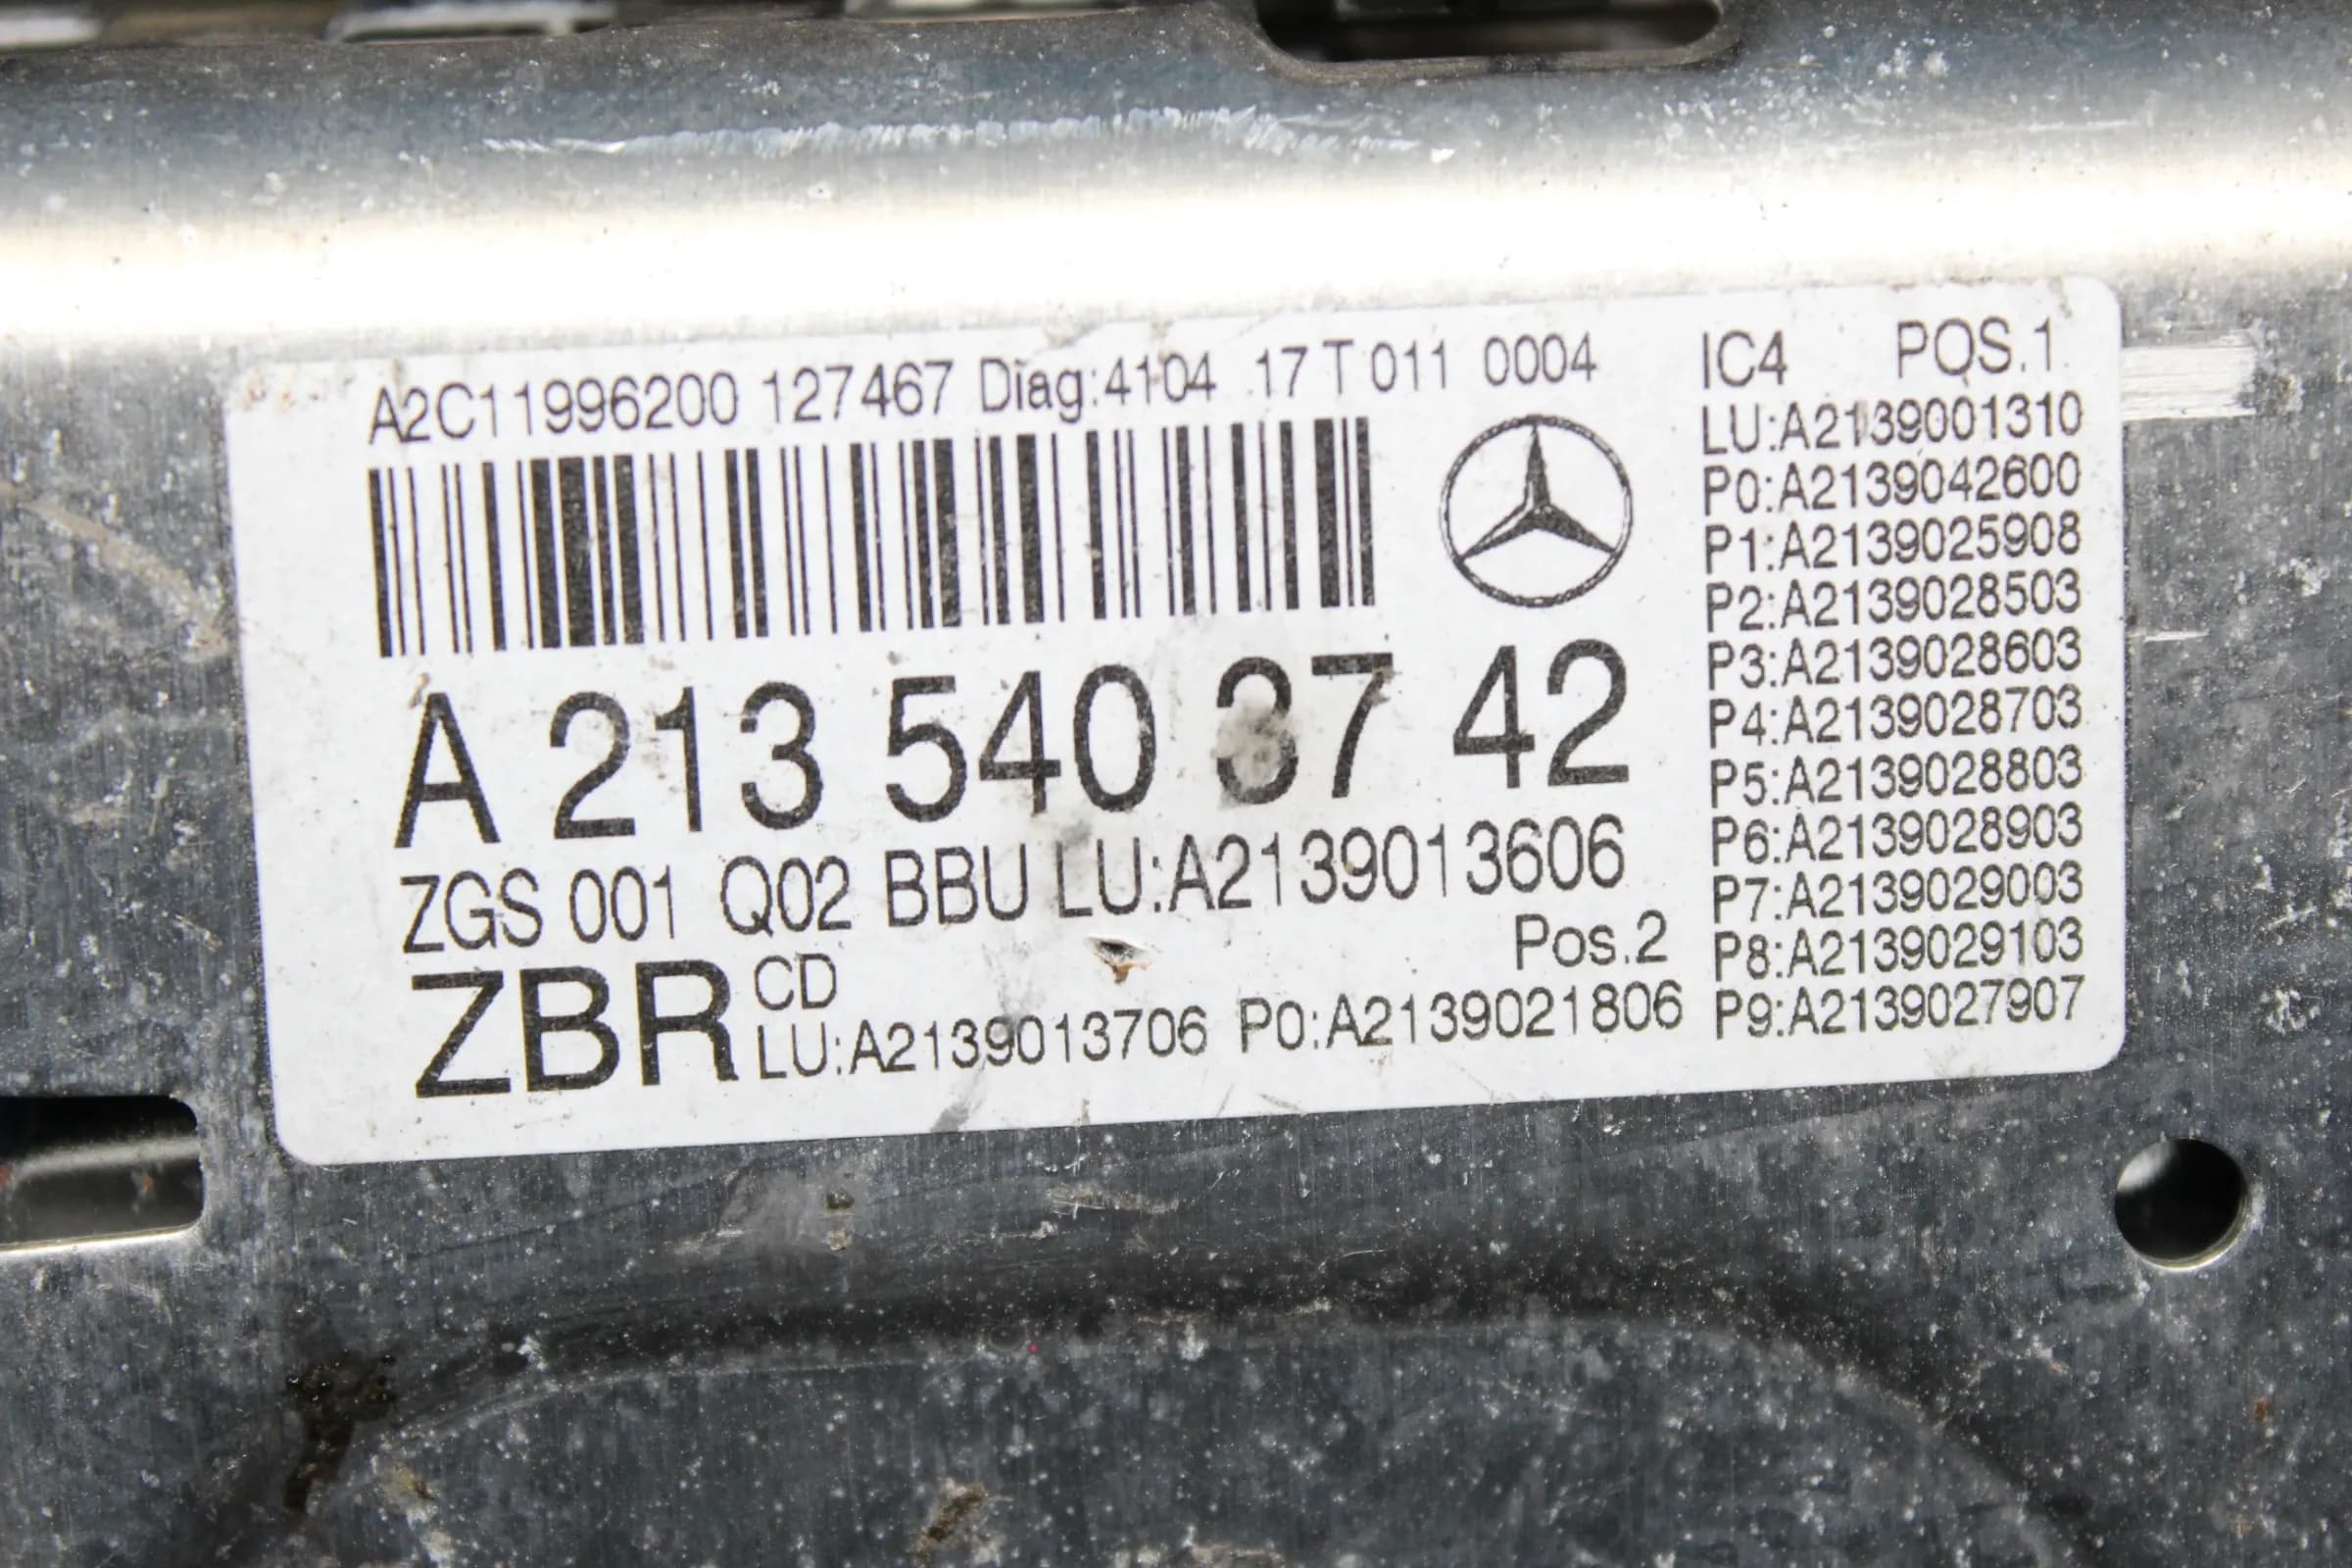 A2C11996200 127467 Diag:4104 17 T 011 0004
A 213 540 37 42
ZGS 001 Q02 BBU LU:A2139013606
Pos.2
ZBR CD
LU:A2139013706 P0:A2139021806
IC4 POS.1
LU:A2139001310
P0:A2139042600
P1:A2139025908
P2:A2139028503
P3:A2139028603
P4:A2139028703
P5:A2139028803
P6:A2139028903
P7:A2139029003
P8:A2139029103
P9:A2139027907